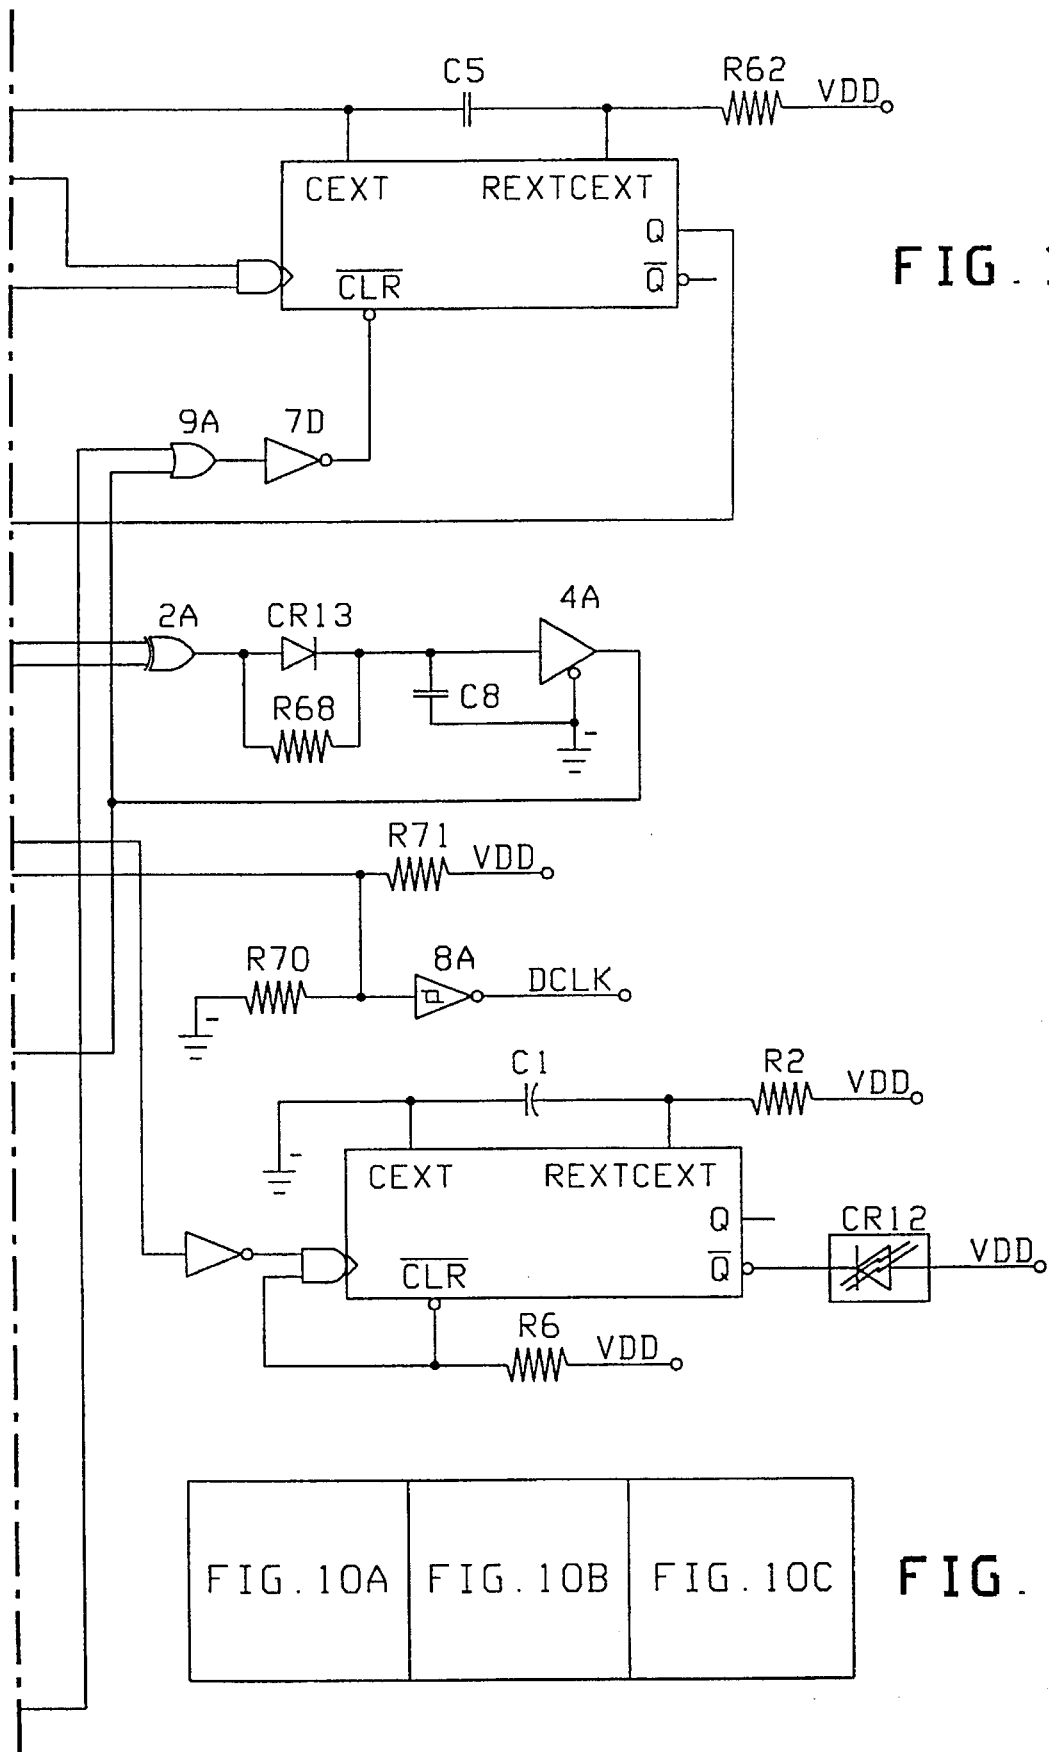 C5
R62
VDD
CEXT
REXTCEXT
Q
CLR
Q
FIG.
9A
7D
2A
CR13
4A
R68
C8
R71
VDD
R70
8A
DCLK
C1
R2
VDD
CEXT
REXTCEXT
Q
CR12
CLR
Q
VDD
R6
VDD
FIG.10A
FIG.10B
FIG.10C
FIG.